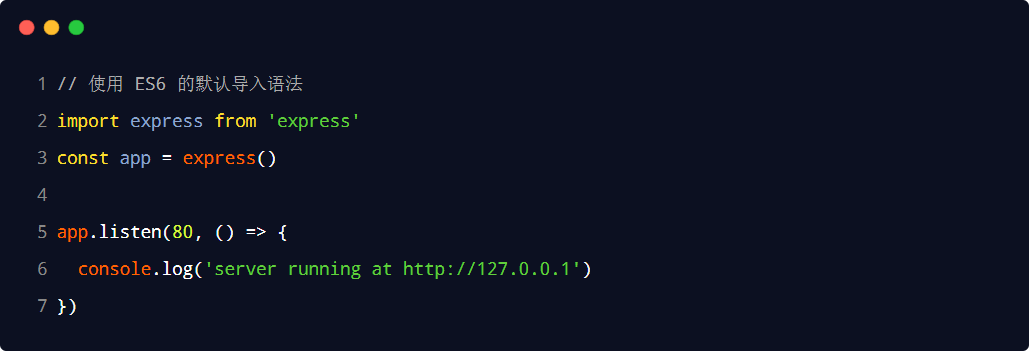 1 // 使用 ES6 的默认导入语法
2 import express from 'express'
3 const app = express()
4
5 app.listen(80, () => {
6   console.log('server running at http://127.0.0.1')
7 })